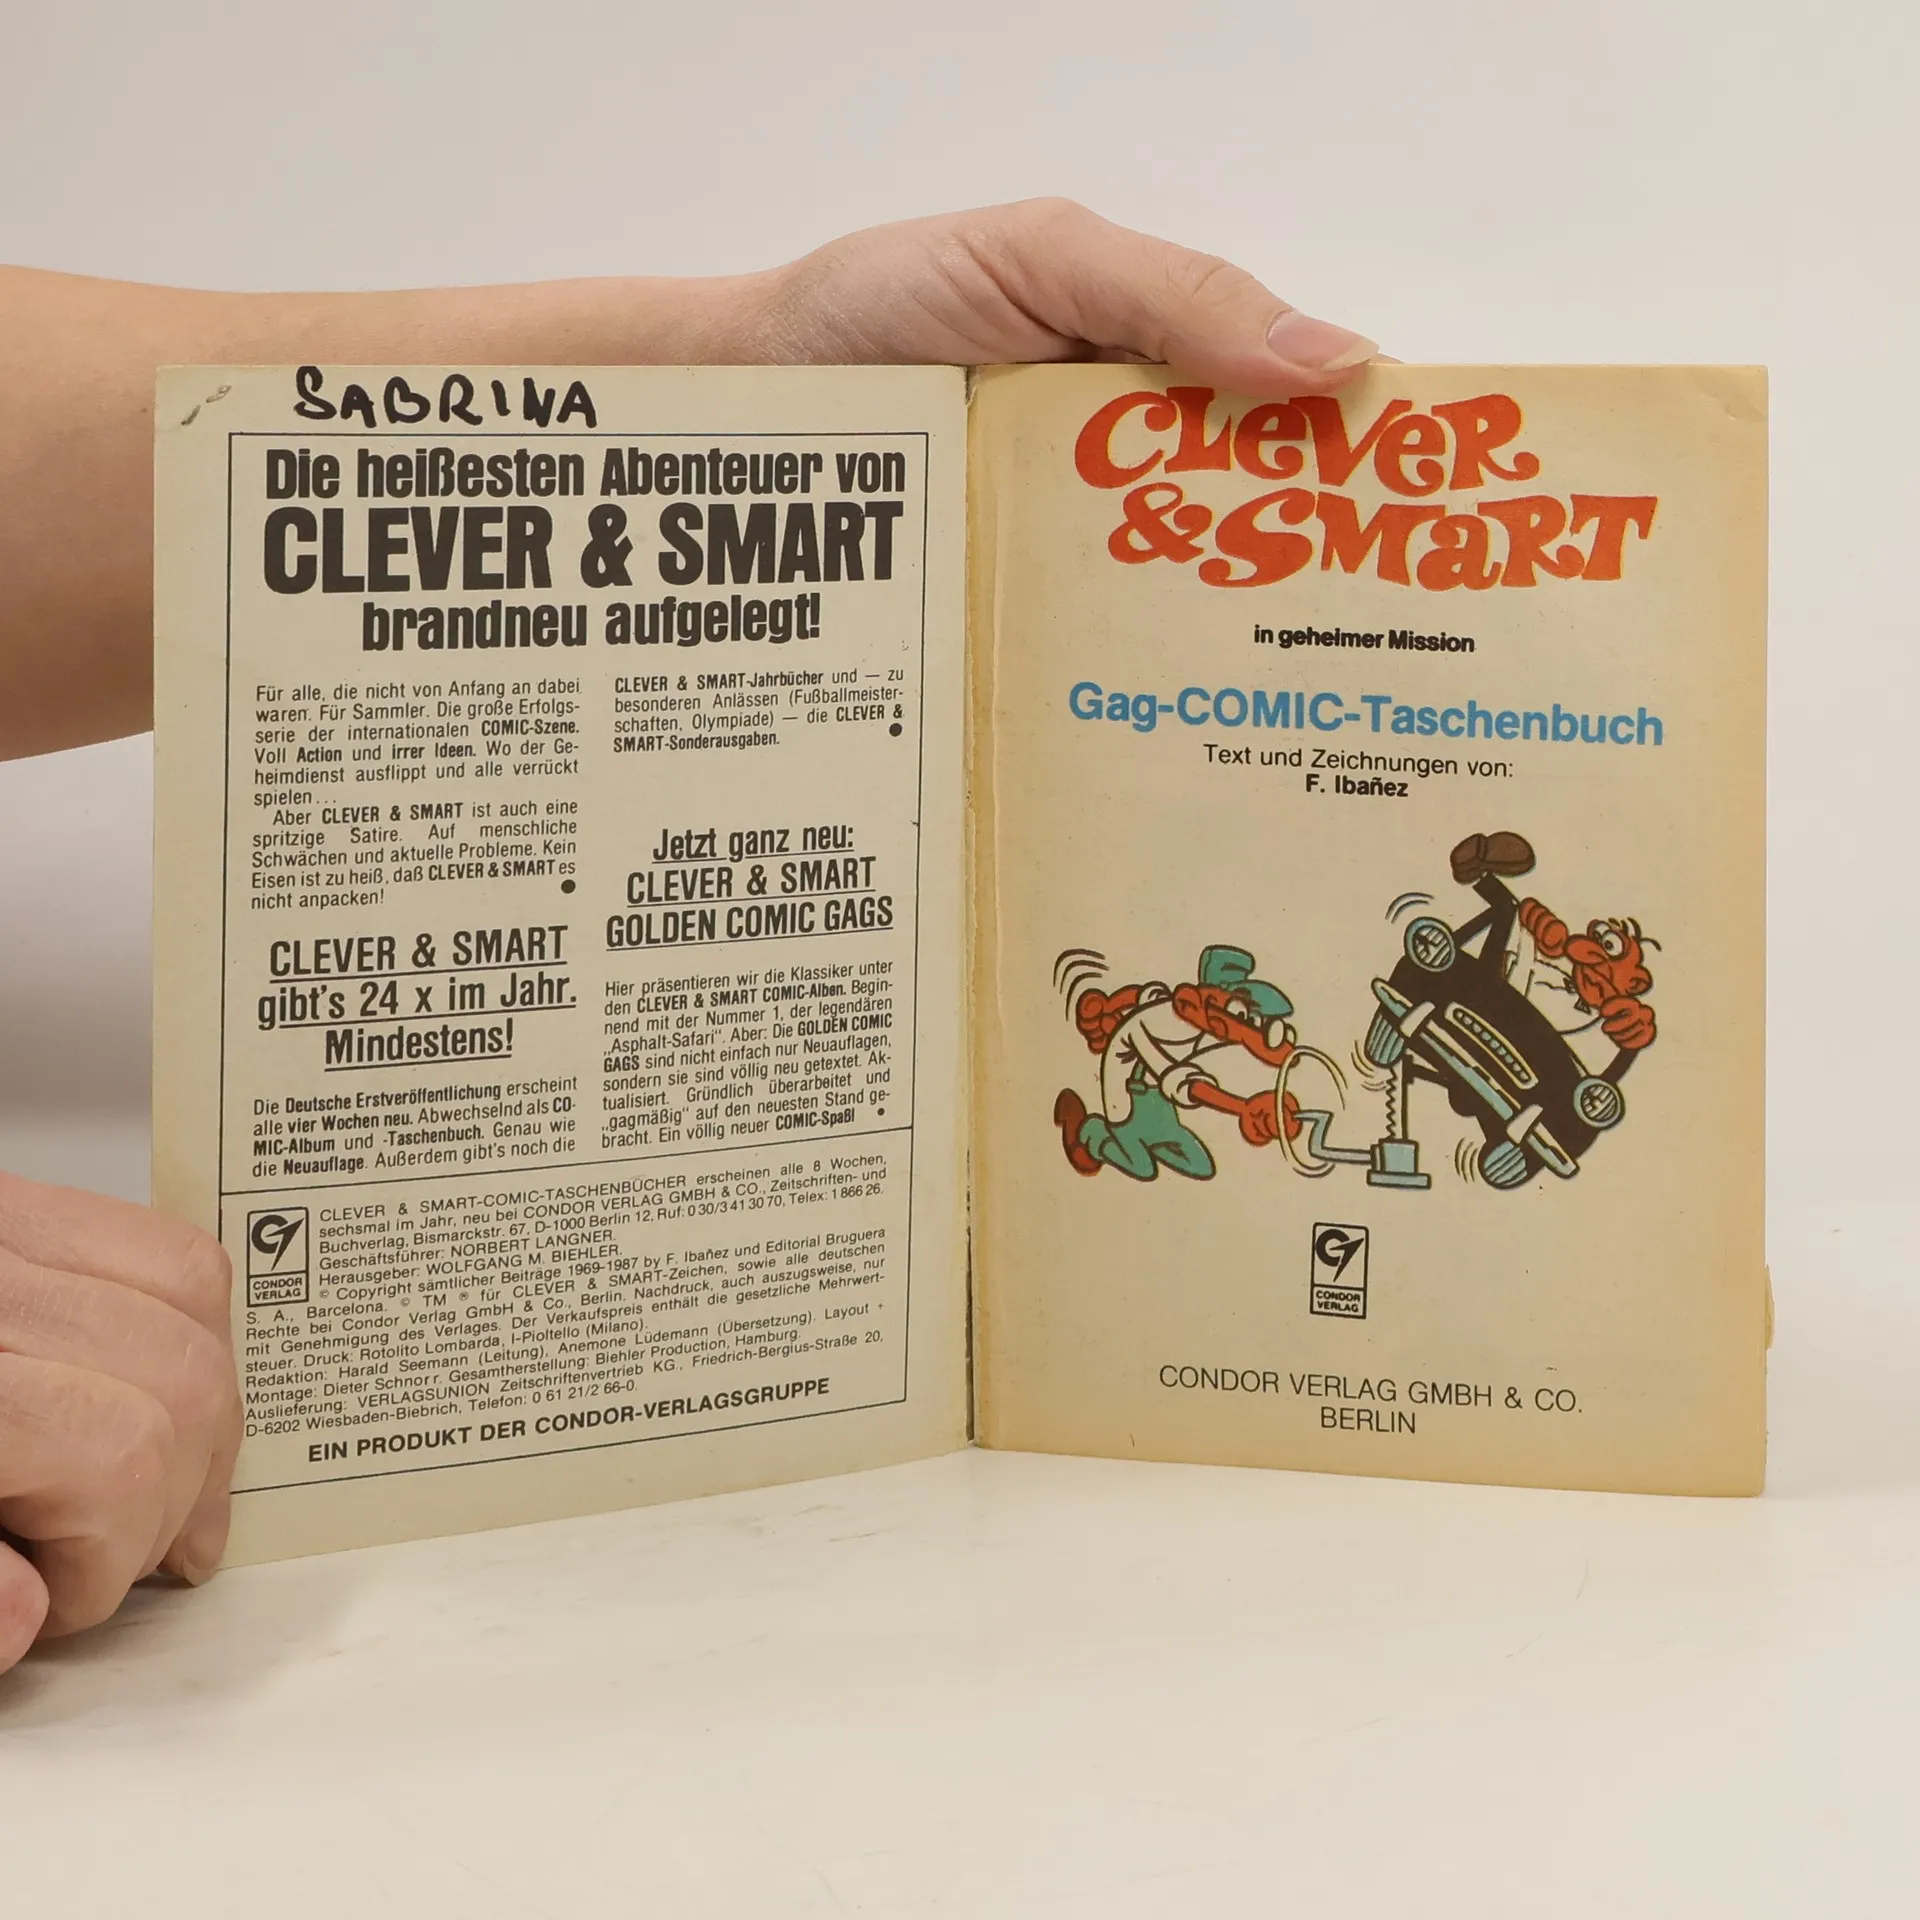 SABRINA
Die heißesten Abenteuer von
CLEVER & SMART
brandneu aufgelegt!
Für alle, die nicht von Anfang an dabei
waren. Für Sammler. Die große Erfolgs-
serie der internationalen COMIC-Szene.
Voll Action und irrer Ideen. Wo der Ge-
heimdienst ausflippt und alle verrückt
spielen...
Aber CLEVER & SMART ist auch eine
spritzige Satire. Auf menschliche
Schwächen und aktuelle Probleme. Kein
Eisen ist zu heiß, daß CLEVER & SMART es
nicht anpacken!
CLEVER & SMART
gibt's 24 x im Jahr.
Mindestens!
Die Deutsche Erstveröffentlichung erscheint
alle vier Wochen neu. Abwechselnd als CO-
MIC-Album und -Taschenbuch. Genau wie
die Neuauflage. Außerdem gibt's noch die
CLEVER & SMART-Jahrbücher und — zu
besonderen Anlässen (Fußballmeister-
schaften, Olympiade) — die CLEVER &
SMART-Sonderausgaben.
Jetzt ganz neu:
CLEVER & SMART
GOLDEN COMIC GAGS
Hier präsentieren wir die Klassiker unter
den CLEVER & SMART COMIC-Alben. Begin-
nend mit der Nummer 1, der legendären
„Asphalt-Safari". Aber: Die GOLDEN COMIC
GAGS sind nicht einfach nur Neuauflagen,
sondern sie sind völlig neu getextet. Ak-
tualisiert. Gründlich überarbeitet und
„gagmäßig" auf den neuesten Stand ge-
bracht. Ein völlig neuer COMIC-Spaß!
CONDOR
VERLAG
CLEVER & SMART-COMIC-TASCHENBÜCHER erscheinen alle 8 Wochen,
sechsmal im Jahr, neu bei CONDOR VERLAG GMBH & CO., Zeitschriften- und
Buchverlag, Bismarckstr. 67, D-1000 Berlin 12, Ruf: 030/3413070, Telex: 186626.
Geschäftsführer: NORBERT LANGNER.
Herausgeber: WOLFGANG M. BIEHLER.
© Copyright sämtlicher Beiträge 1969-1987 by F. Ibañez und Editorial Bruguera
S. A., Barcelona. © TM ® für CLEVER & SMART-Zeichen, sowie alle deutschen
Rechte bei Condor Verlag GmbH & Co., Berlin. Nachdruck, auch auszugsweise, nur
mit Genehmigung des Verlages. Der Verkaufspreis enthält die gesetzliche Mehrwert-
steuer. Druck: Rotolito Lombarda, I-Pioltello (Milano).
Redaktion: Harald Seemann (Leitung), Anemone Lüdemann (Übersetzung). Layout +
Montage: Dieter Schnorr. Gesamtherstellung: Biehler Production, Hamburg.
Auslieferung: VERLAGSUNION Zeitschriftenvertrieb KG., Friedrich-Bergius-Straße 20,
D-6202 Wiesbaden-Biebrich, Telefon: 0 61 21/2 66-0.
EIN PRODUKT DER CONDOR-VERLAGSGRUPPE
CLeVeR
& SMaRT
in geheimer Mission
Gag-COMIC-Taschenbuch
Text und Zeichnungen von:
F. Ibañez
CONDOR
VERLAG
CONDOR VERLAG GMBH & CO.
BERLIN